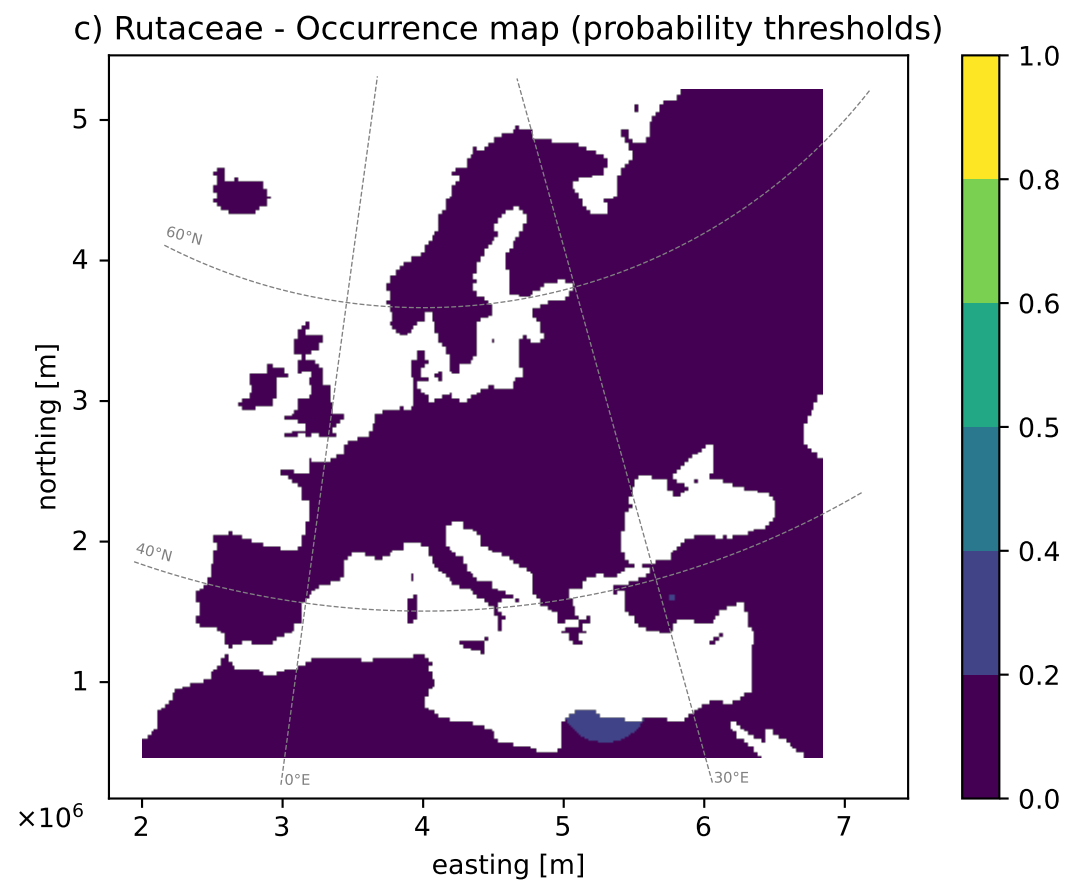 c) Rutaceae - Occurrence map (probability thresholds)
5
4
3
2
1
northing [m]
×10⁶
2 3 4 5 6 7
easting [m]
60°N
40°N
0°E
30°E
1.0
0.8
0.6
0.5
0.4
0.2
0.0